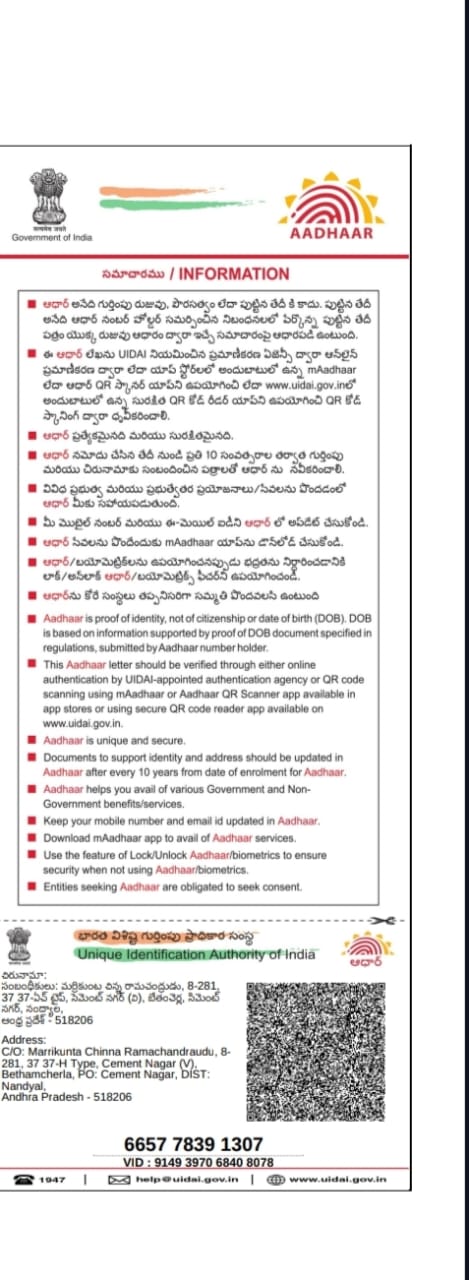 सत्यमेव जयते
Government of India
AADHAAR
సమాచారము / INFORMATION
ఆధార్ అనేది గుర్తింపు రుజువు, పౌరసత్వం లేదా పుట్టిన తేదీ కి కాదు. పుట్టిన తేదీ
అనేది ఆధార్ నంబర్ హోల్డర్ సమర్పించిన నిబంధనలలో పేర్కొన్న పుట్టిన తేదీ
పత్రం యొక్క రుజువు ఆధారం ద్వారా ఇచ్చే సమాచారంపై ఆధారపడి ఉంటుంది.
ఈ ఆధార్ లేఖను UIDAI నియమించిన ప్రమాణీకరణ ఏజెన్సీ ద్వారా ఆన్‌లైన్
ప్రమాణీకరణ ద్వారా లేదా యాప్ స్టోర్‌లలో అందుబాటులో ఉన్న mAadhaar
లేదా ఆధార్ QR స్కానర్ యాప్‌ని ఉపయోగించి లేదా www.uidai.gov.inలో
అందుబాటులో ఉన్న సురక్షిత QR కోడ్ రీడర్ యాప్‌ని ఉపయోగించి QR కోడ్
స్కానింగ్ ద్వారా ధృవీకరించాలి.
ఆధార్ ప్రత్యేకమైనది మరియు సురక్షితమైనది.
ఆధార్ నమోదు చేసిన తేదీ నుండి ప్రతి 10 సంవత్సరాల తర్వాత గుర్తింపు
మరియు చిరునామాకు సంబంధించిన పత్రాలతో ఆధార్ ను నవీకరించాలి.
వివిధ ప్రభుత్వ మరియు ప్రభుత్వేతర ప్రయోజనాలు/సేవలను పొందడంలో
ఆధార్ మీకు సహాయపడుతుంది.
మీ మొబైల్ నంబర్ మరియు ఈ-మెయిల్ ఐడీని ఆధార్ లో అప్‌డేట్ చేసుకోండి.
ఆధార్ సేవలను పొందేందుకు mAadhaar యాప్‌ను డౌన్‌లోడ్ చేసుకోండి.
ఆధార్/బయోమెట్రిక్‌లను ఉపయోగించనప్పుడు భద్రతను నిర్ధారించడానికి
లాక్/అన్‌లాక్ ఆధార్/బయోమెట్రిక్స్ ఫీచర్‌ని ఉపయోగించండి.
ఆధార్‌ను కోరే సంస్థలు తప్పనిసరిగా సమ్మతి పొందవలసి ఉంటుంది
Aadhaar is proof of identity, not of citizenship or date of birth (DOB). DOB
is based on information supported by proof of DOB document specified in
regulations, submitted by Aadhaar number holder.
This Aadhaar letter should be verified through either online
authentication by UIDAI-appointed authentication agency or QR code
scanning using mAadhaar or Aadhaar QR Scanner app available in
app stores or using secure QR code reader app available on
www.uidai.gov.in.
Aadhaar is unique and secure.
Documents to support identity and address should be updated in
Aadhaar after every 10 years from date of enrolment for Aadhaar.
Aadhaar helps you avail of various Government and Non-
Government benefits/services.
Keep your mobile number and email id updated in Aadhaar.
Download mAadhaar app to avail of Aadhaar services.
Use the feature of Lock/Unlock Aadhaar/biometrics to ensure
security when not using Aadhaar/biometrics.
Entities seeking Aadhaar are obligated to seek consent.
భారత విశిష్ట గుర్తింపు ప్రాధికార సంస్థ
Unique Identification Authority of India
ఆధార్
చిరునామా:
సంబంధీకులు: మర్రికుంట చిన్న రామచంద్రుడు, 8-281,
37 37-ఏచ్ టైప్, సిమెంట్ నగర్ (వి), బేతంచెర్ల, సిమెంట్
నగర్, నంద్యాల,
ఆంధ్ర ప్రదేశ్ - 518206
Address:
C/O: Marrikunta Chinna Ramachandraudu, 8-
281, 37 37-H Type, Cement Nagar (V),
Bethamcherla, PO: Cement Nagar, DIST:
Nandyal,
Andhra Pradesh - 518206
6657 7839 1307
VID : 9149 3970 6840 8078
1947 | help@uidai.gov.in | www.uidai.gov.in